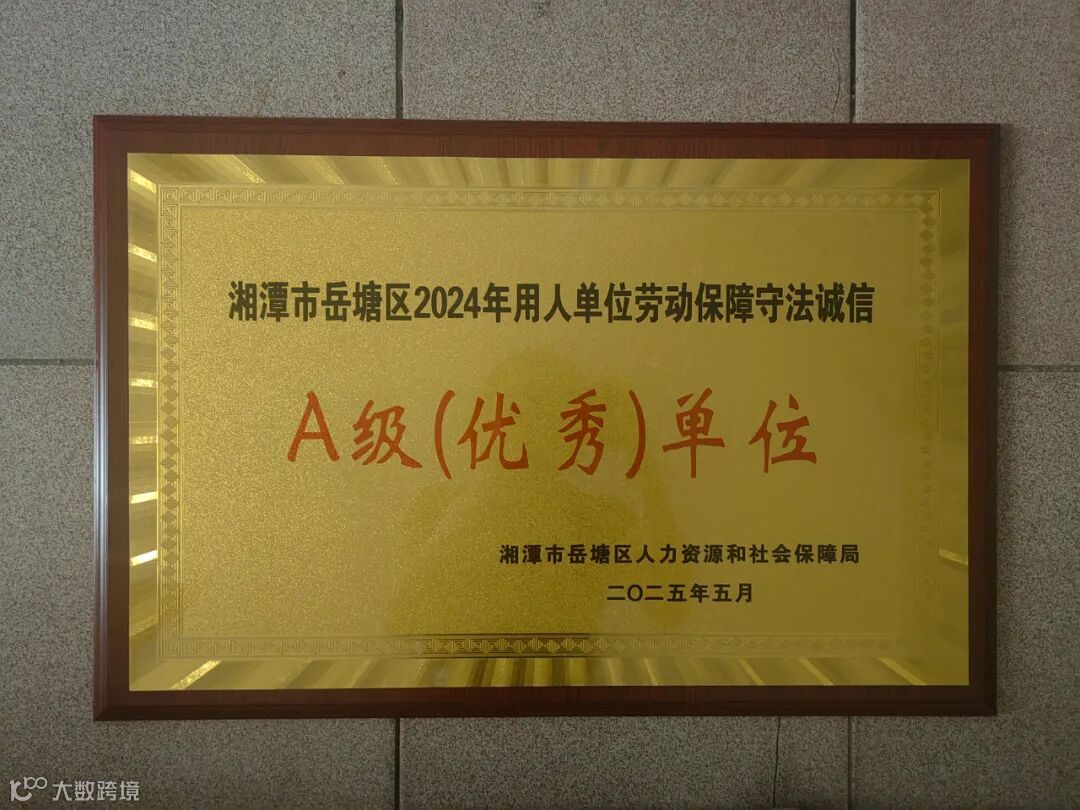 湘潭市岳塘区2024年用人单位劳动保障守法诚信
A级(优秀)单位
湘潭市岳塘区人力资源和社会保障局
二〇二五年五月
大数跨境